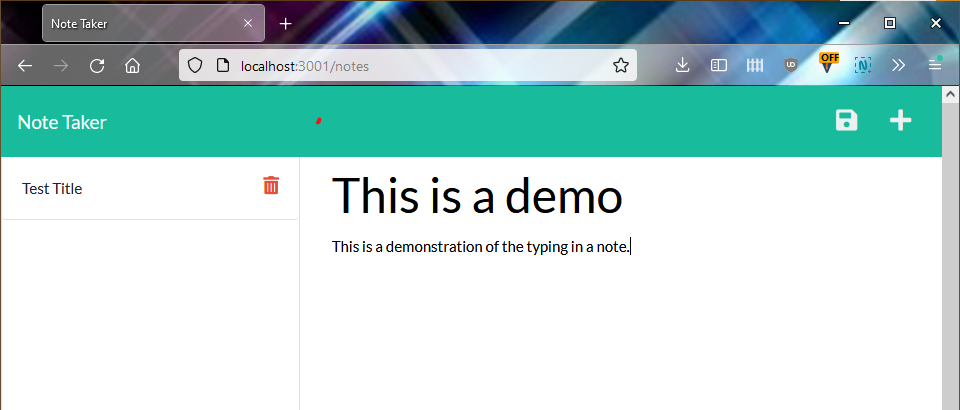 Note Taker
localhost:3001/notes
UD
OFF
N
Note Taker
Test Title
This is a demo
This is a demonstration of the typing in a note.